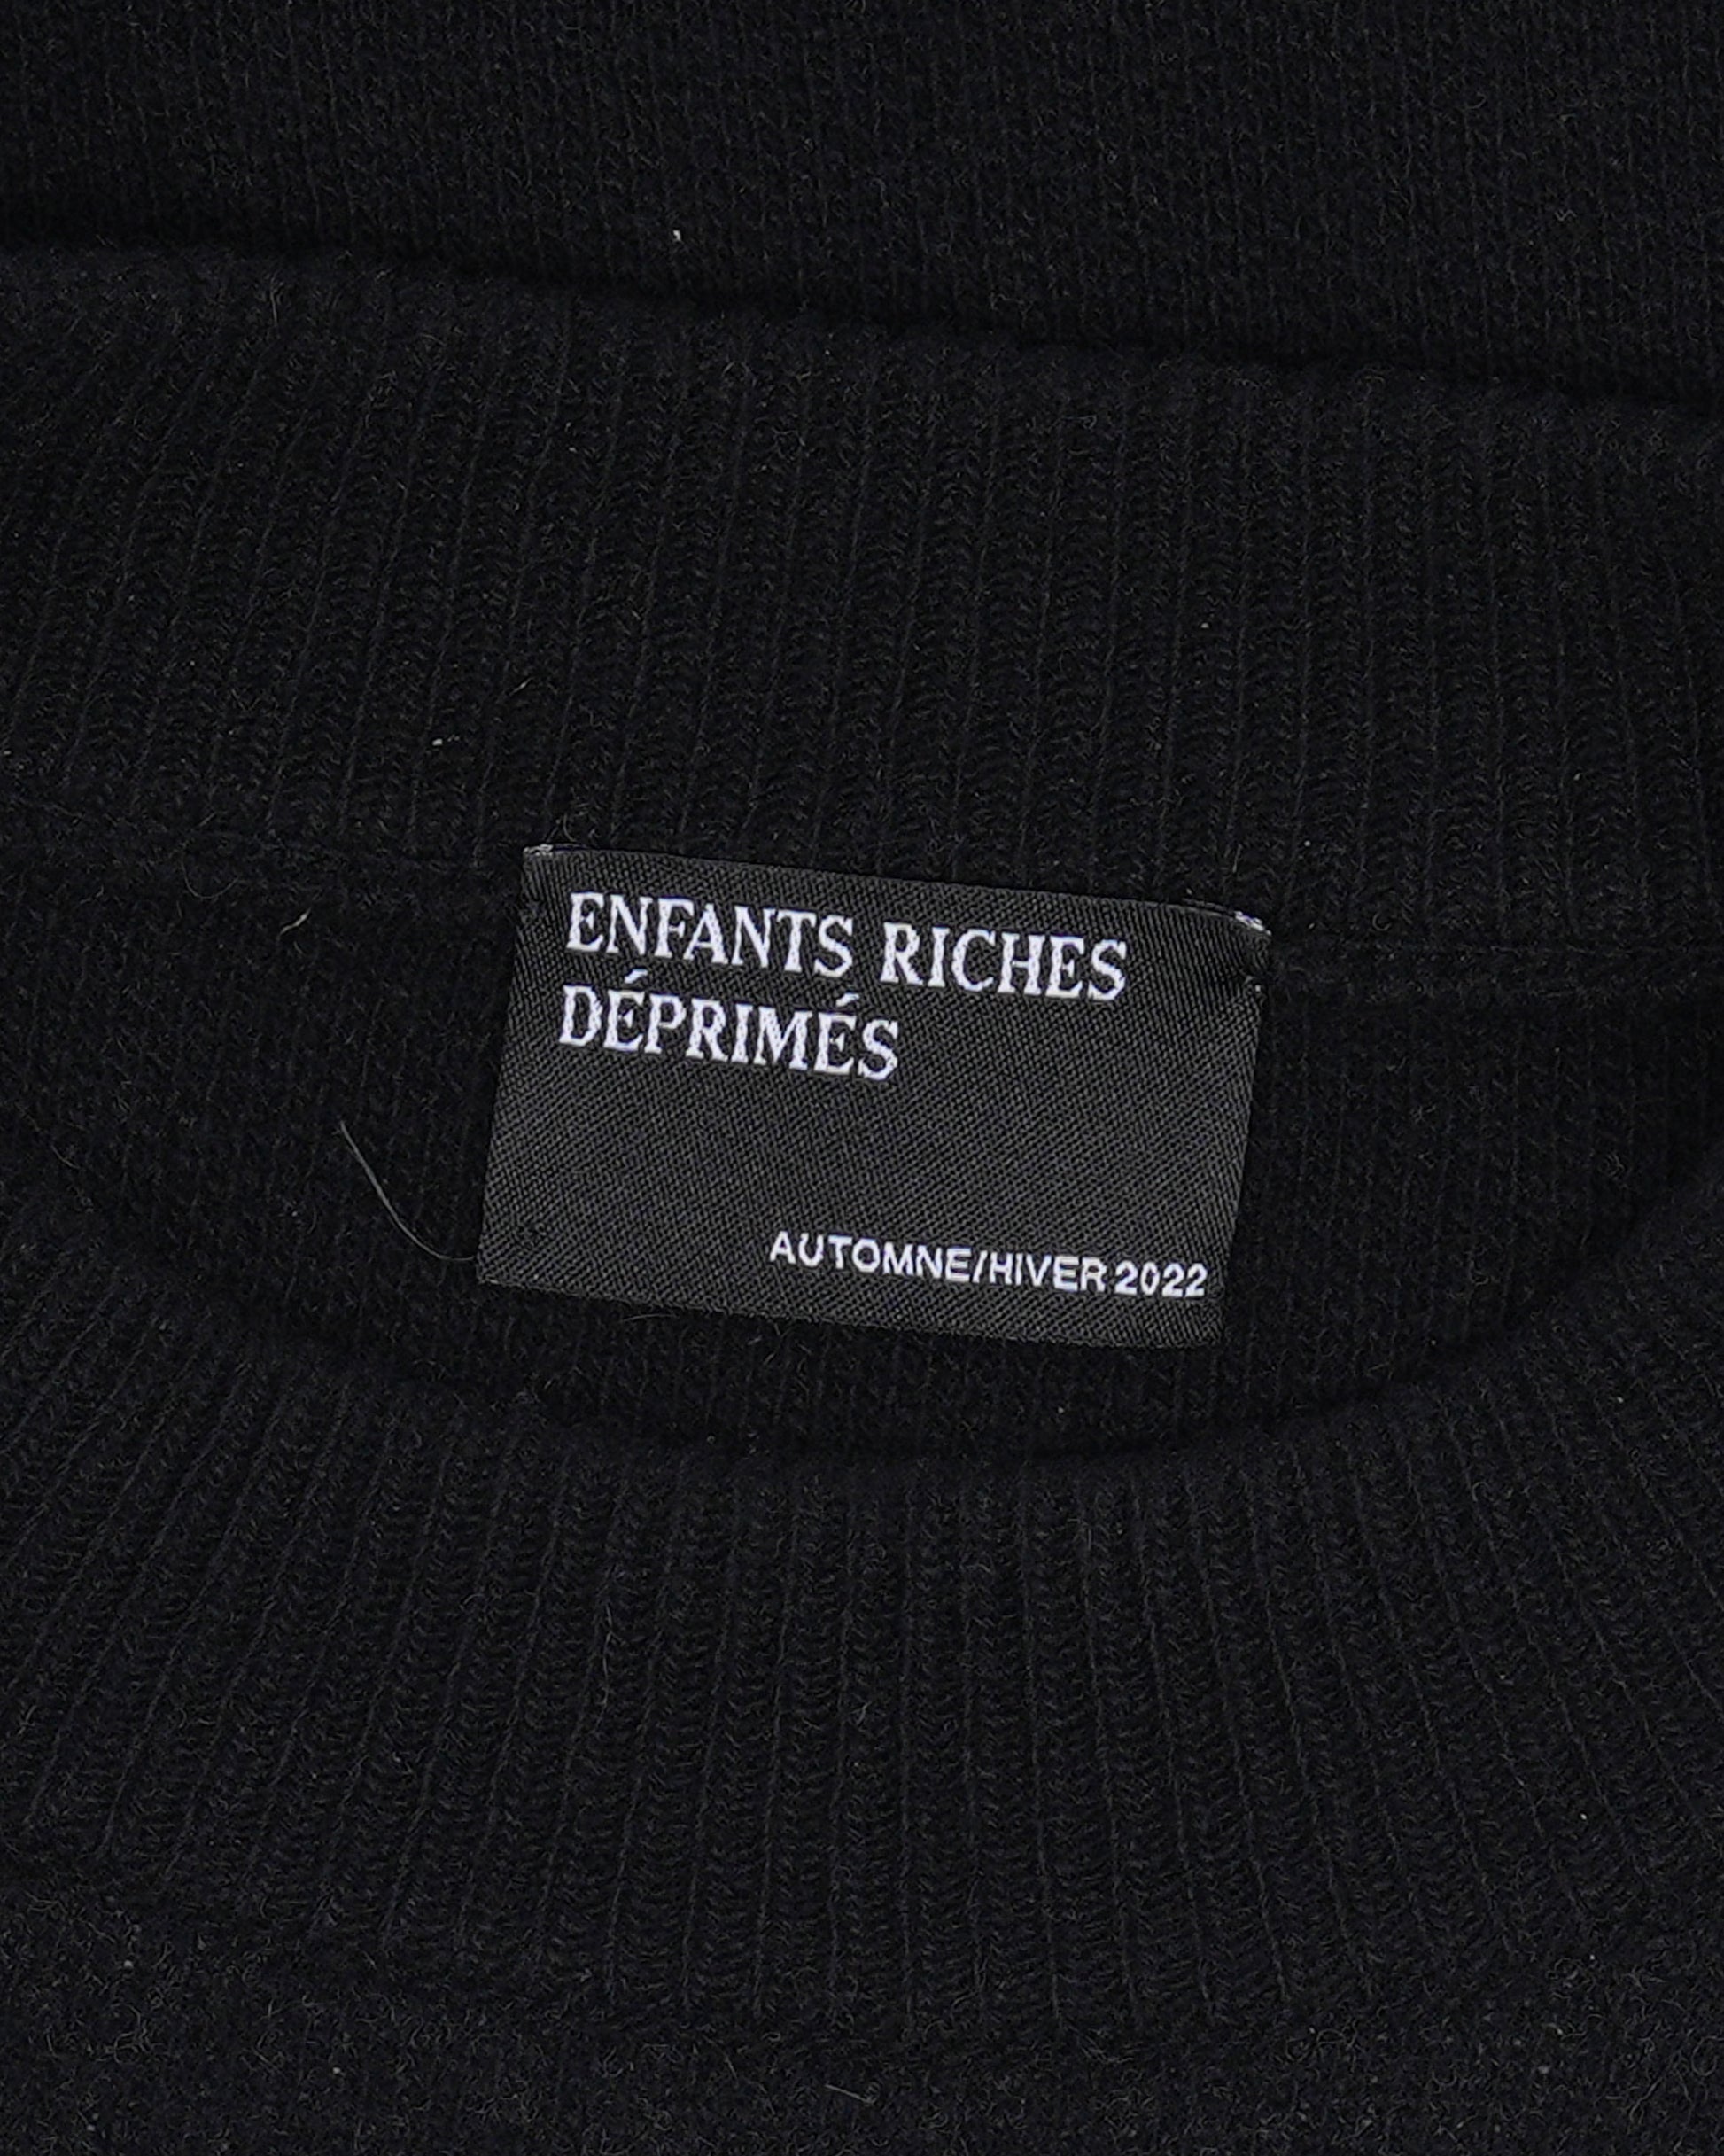 ENFANTS RICHES
DÉPRIMÉS
AUTOMNE/HIVER 2022